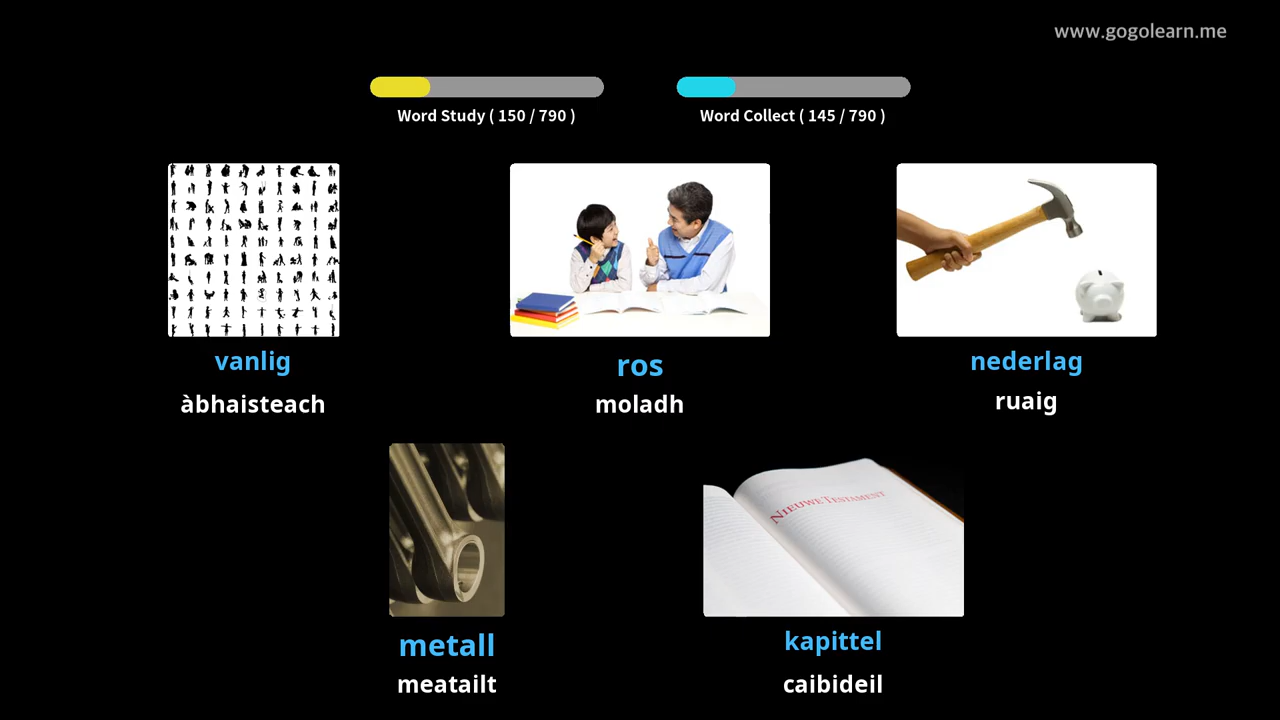 www.gogolearn.me
Word Study ( 150 / 790 )
Word Collect ( 145 / 790 )
vanlig
àbhaisteach
ros
moladh
nederlag
ruaig
NIEUWE TESTAMENT
metall
meatailt
kapittel
caibideil